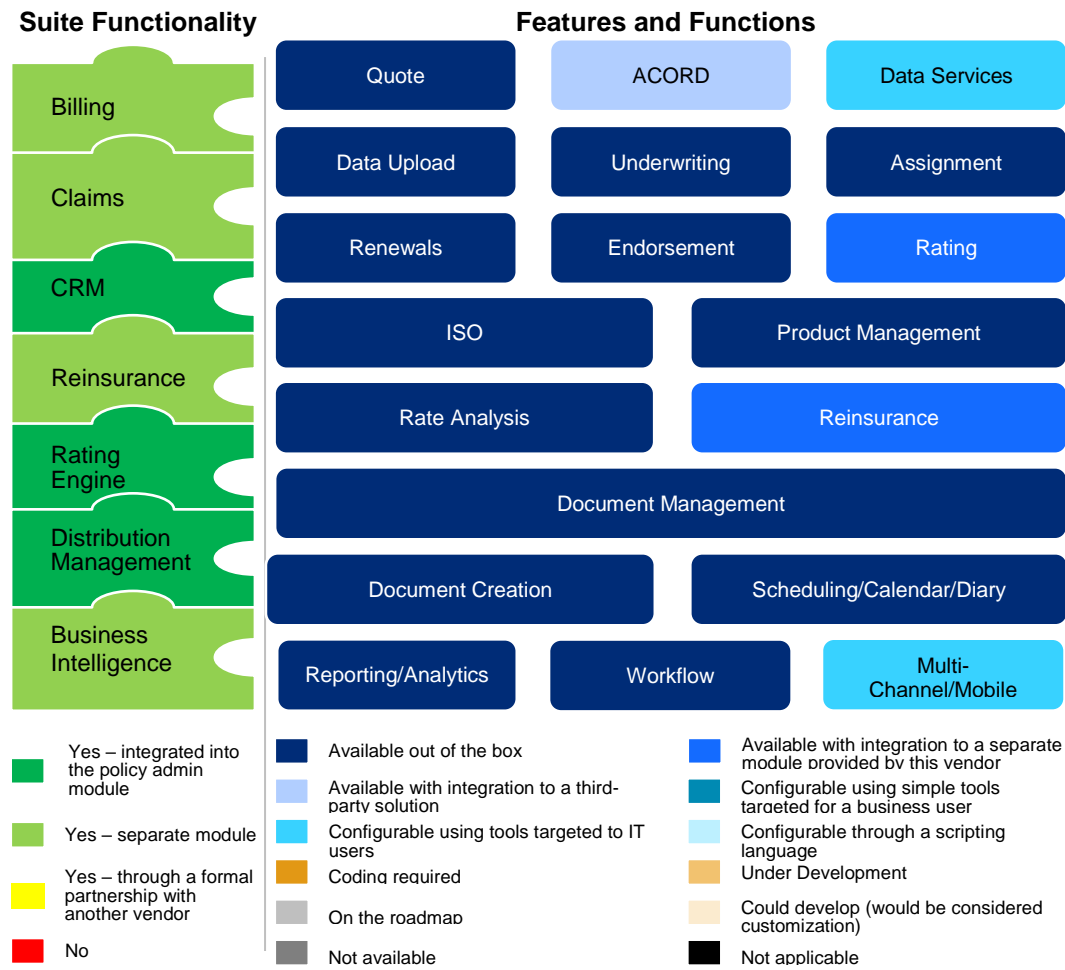 Suite Functionality
Features and Functions
Billing
Claims
CRM
Reinsurance
Rating
Engine
Distribution
Management
Business
Intelligence
Quote
ACORD
Data Services
Data Upload
Underwriting
Assignment
Renewals
Endorsement
Rating
ISO
Product Management
Rate Analysis
Reinsurance
Document Management
Document Creation
Scheduling/Calendar/Diary
Reporting/Analytics
Workflow
Multi-
Channel/Mobile
Yes – integrated into
the policy admin
module
Yes – separate module
Yes – through a formal
partnership with
another vendor
No
Available out of the box
Available with integration to a third-
party solution
Configurable using tools targeted to IT
users
Coding required
On the roadmap
Not available
Available with integration to a separate
module provided by this vendor
Configurable using simple tools
targeted for a business user
Configurable through a scripting
language
Under Development
Could develop (would be considered
customization)
Not applicable